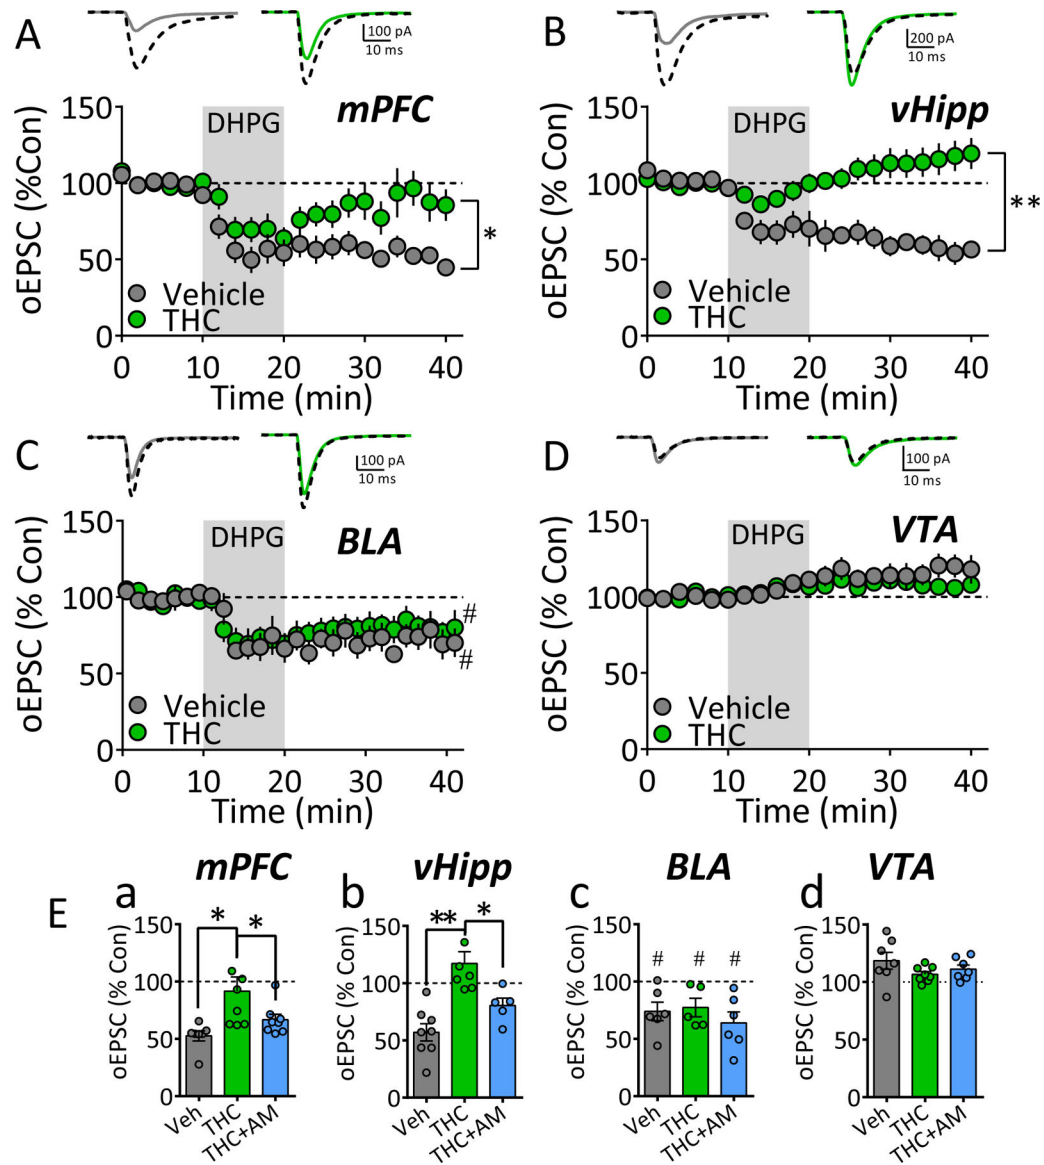 A
100 pA
10 ms
mPFC
DHPG
oEPSC (%Con)
150
100
50
0
Vehicle
THC
*
0 10 20 30 40
Time (min)
B
200 pA
10 ms
vHipp
DHPG
oEPSC (% Con)
150
100
50
0
Vehicle
THC
**
0 10 20 30 40
Time (min)
C
100 pA
10 ms
BLA
DHPG
oEPSC (% Con)
150
100
50
0
Vehicle
THC
#
#
0 10 20 30 40
Time (min)
D
100 pA
10 ms
VTA
DHPG
oEPSC (% Con)
150
100
50
0
Vehicle
THC
0 10 20 30 40
Time (min)
E
mPFC
a
* *
oEPSC (% Con)
150
100
50
0
Veh THC THC+AM
vHipp
b
** *
oEPSC (% Con)
150
100
50
0
Veh THC THC+AM
BLA
c
# # #
oEPSC (% Con)
150
100
50
0
Veh THC THC+AM
VTA
d
oEPSC (% Con)
150
100
50
0
Veh THC THC+AM